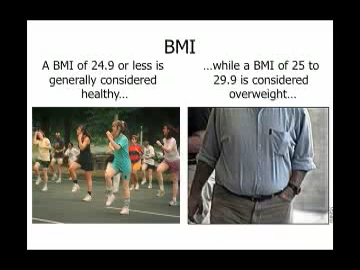 BMI
A BMI of 24.9 or less is
generally considered
healthy…
…while a BMI of 25 to
29.9 is considered
overweight…